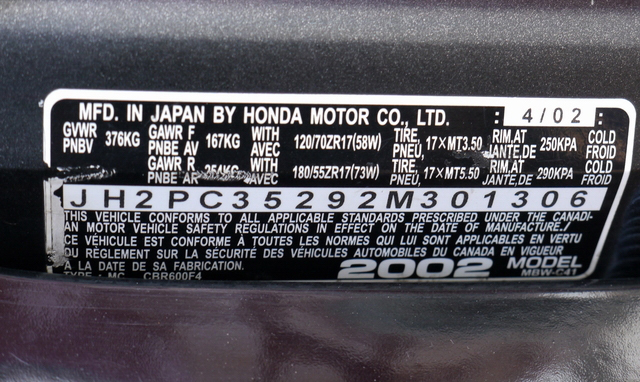 MFD. IN JAPAN BY HONDA MOTOR CO., LTD. : 4/02 :
GVWR PNBV 376KG GAWR F PNBE AV 167KG WITH AVEC 120/70ZR17(58W) TIRE, PNEU, 17×MT3.50 RIM,AT JANTE,DE 250KPA COLD FROID
GAWR R PNBE AR 254KG WITH AVEC 180/55ZR17(73W) TIRE, PNEU, 17×MT5.50 RIM,AT JANTE,DE 290KPA COLD FROID
JH2PC35292M301306
THIS VEHICLE CONFORMS TO ALL APPLICABLE STANDARDS PRESCRIBED UNDER THE CANADI-
AN MOTOR VEHICLE SAFETY REGULATIONS IN EFFECT ON THE DATE OF MANUFACTURE./
CE VÉHICULE EST CONFORME À TOUTES LES NORMES QUI LUI SONT APPLICABLES EN VERTU
DU RÈGLEMENT SUR LA SÉCURITÉ DES VÉHICULES AUTOMOBILES DU CANADA EN VIGUEUR
À LA DATE DE SA FABRICATION. 2002 MODEL
TYPE : MC CBR600F4 MBW-C41